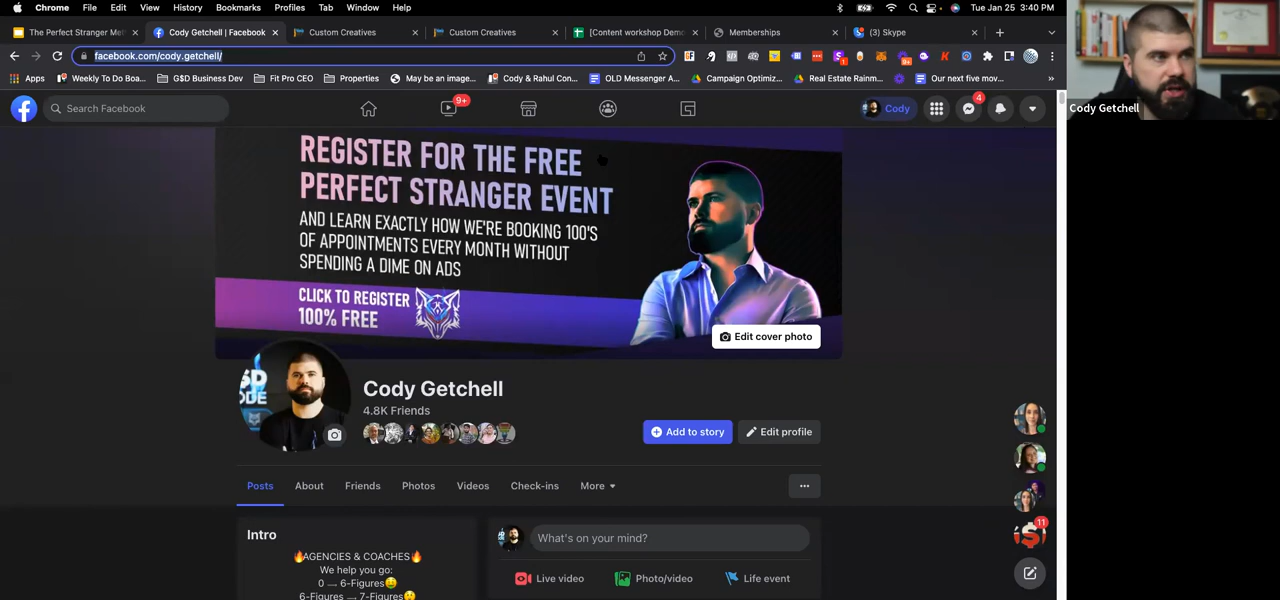 Chrome File Edit View History Bookmarks Profiles Tab Window Help
Tue Jan 25 3:40 PM
The Perfect Stranger Met
Cody Getchell | Facebook
Custom Creatives
Custom Creatives
[Content workshop Demo
Memberships
(3) Skype
facebook.com/cody.getchell/
Apps
Weekly To Do Boa...
G$D Business Dev
Fit Pro CEO
Properties
May be an image...
Cody & Rahul Con...
OLD Messenger A...
Campaign Optimiz...
Real Estate Rainm...
Our next five mov...
»
Search Facebook
9+
Cody
4
REGISTER FOR THE FREE
PERFECT STRANGER EVENT
AND LEARN EXACTLY HOW WE'RE BOOKING 100'S
OF APPOINTMENTS EVERY MONTH WITHOUT
SPENDING A DIME ON ADS
CLICK TO REGISTER
100% FREE
Edit cover photo
Cody Getchell
4.8K Friends
Add to story
Edit profile
Posts
About
Friends
Photos
Videos
Check-ins
More
Intro
🔥AGENCIES & COACHES🔥
We help you go:
0 → 6-Figures🤑
6-Figures → 7-Figures🤯
What's on your mind?
Live video
Photo/video
Life event
11
Cody Getchell